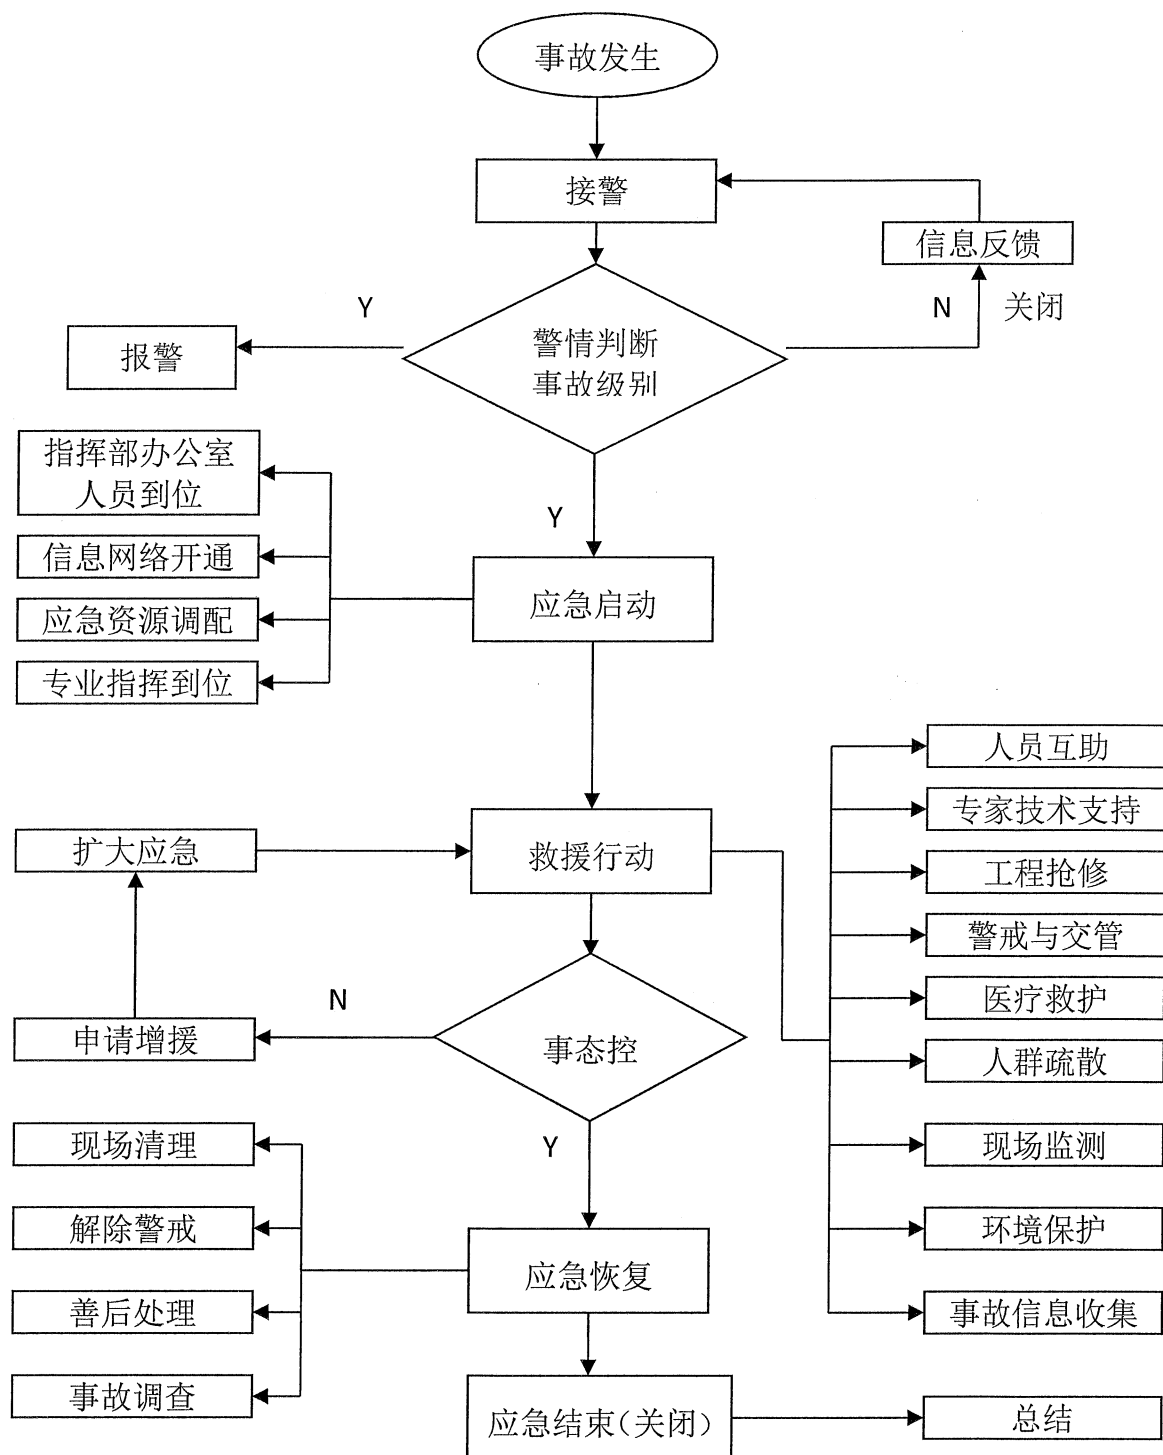 事故发生
接警
信息反馈
Y
N
关闭
报警
警情判断
事故级别
指挥部办公室
人员到位
Y
信息网络开通
应急启动
应急资源调配
专业指挥到位
人员互助
专家技术支持
扩大应急
救援行动
工程抢修
警戒与交管
N
医疗救护
申请增援
事态控
人群疏散
现场清理
Y
现场监测
解除警戒
环境保护
应急恢复
善后处理
事故信息收集
事故调查
应急结束(关闭)
总结